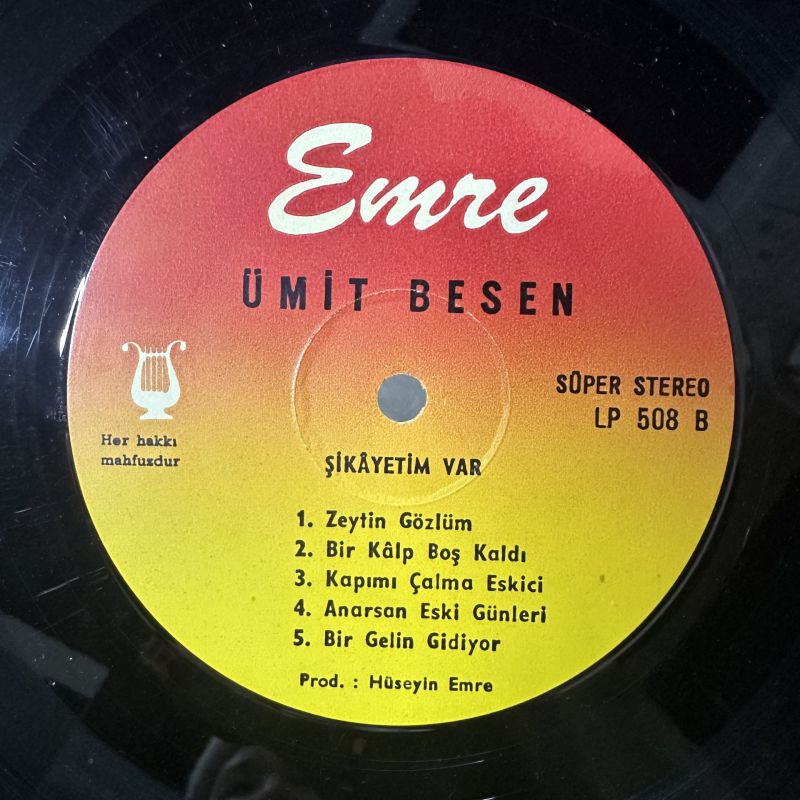 Emre
ÜMİT BESEN
SÜPER STEREO
LP 508 B
Her hakkı
mahfuzdur
ŞİKÂYETİM VAR
1. Zeytin Gözlüm
2. Bir Kâlp Boş Kaldı
3. Kapımı Çalma Eskici
4. Anarsan Eski Günleri
5. Bir Gelin Gidiyor
Prod. : Hüseyin Emre